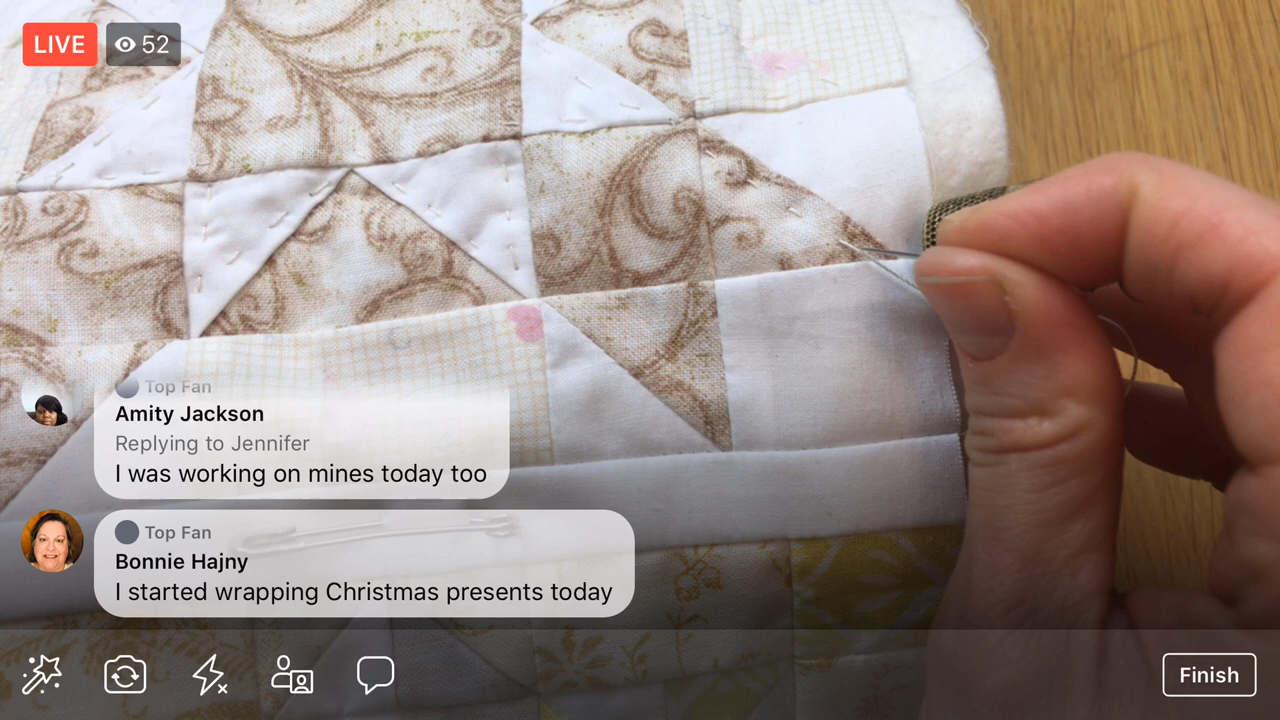 LIVE
52
Top Fan
Amity Jackson
Replying to Jennifer
I was working on mines today too
Top Fan
Bonnie Hajny
I started wrapping Christmas presents today
Finish